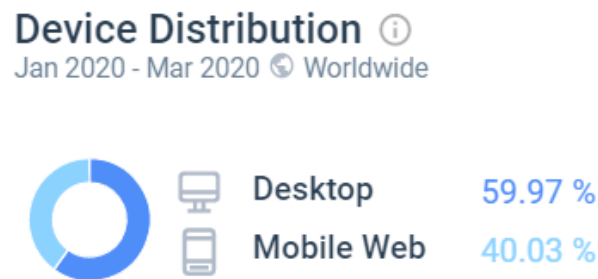 Device Distribution
Jan 2020 - Mar 2020 Worldwide
Desktop 59.97 %
Mobile Web 40.03 %